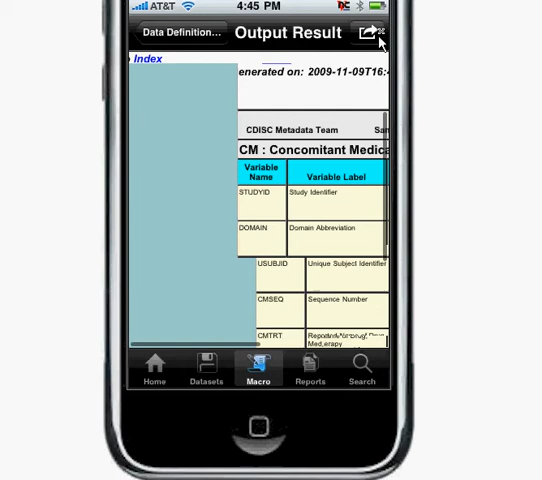 AT&T 4:45 PM
Data Definition... Output Result
Index
enerated on: 2009-11-09T16:
CDISC Metadata Team San
CM : Concomitant Medica
Variable Name Variable Label
STUDYID Study Identifier
DOMAIN Domain Abbreviation
USUBJID Unique Subject Identifier
CMSEQ Sequence Number
CMTRT
Home Datasets Macro Reports Search